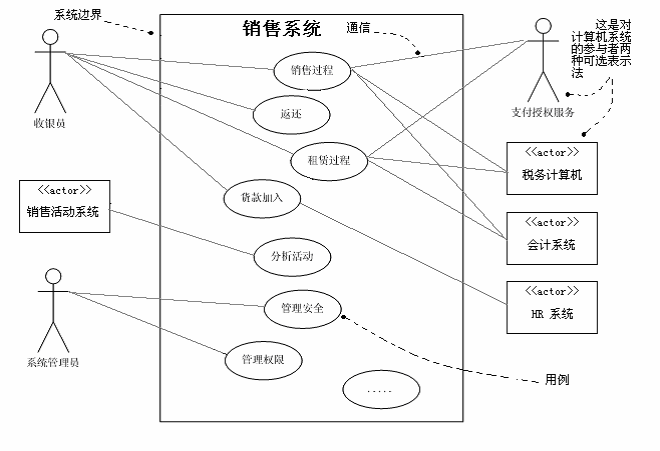 系统边界
销售系统
通信
这是对
计算机系统
的参与者两
种可选表示
法
收银员
销售过程
返还
租赁过程
货款加入
分析活动
管理安全
管理权限
.....
支付授权服务
<<actor>>
税务计算机
<<actor>>
会计系统
<<actor>>
HR 系统
<<actor>>
销售活动系统
系统管理员
用例